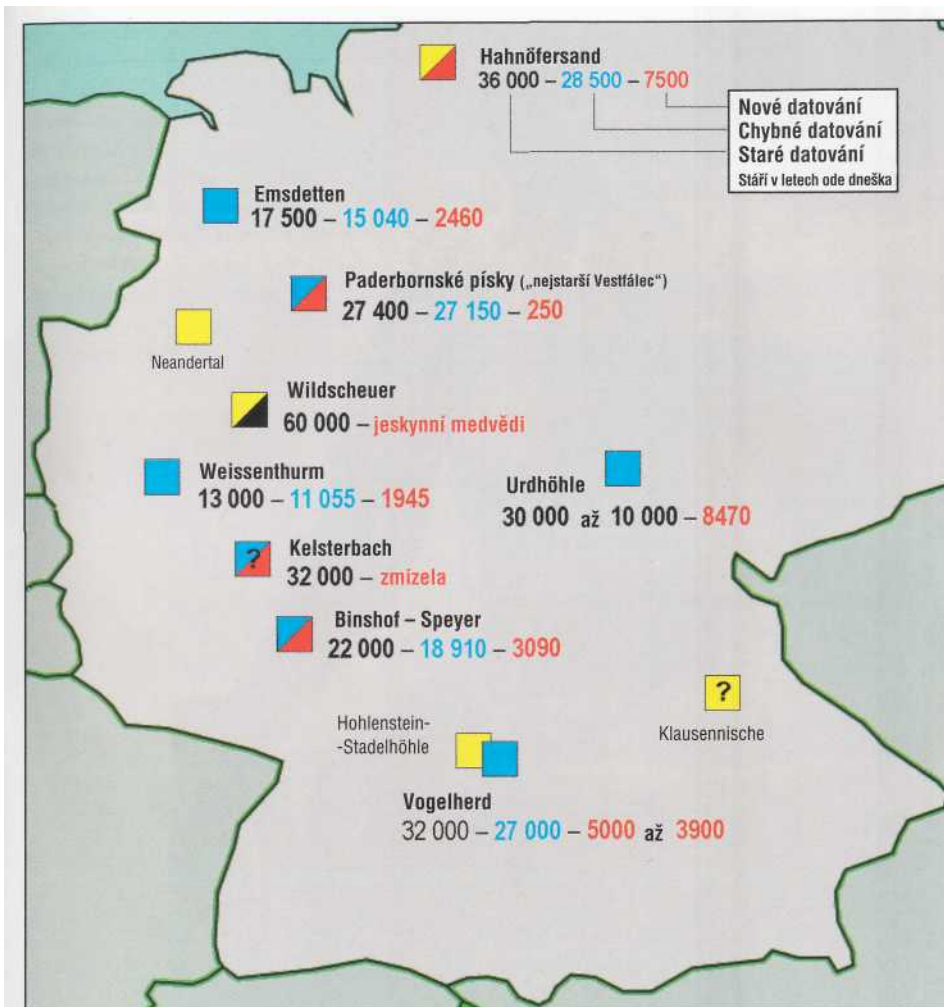 Hahnöfersand
36 000 – 28 500 – 7500
Nové datování
Chybné datování
Staré datování
Stáří v letech ode dneška
Emsdetten
17 500 – 15 040 – 2460
Paderbornské písky („nejstarší Vestfálec“)
27 400 – 27 150 – 250
Neandertal
Wildscheuer
60 000 – jeskynní medvědi
Weissenthurm
13 000 – 11 055 – 1945
Urdhöhle
30 000 až 10 000 – 8470
Kelsterbach
?
32 000 – zmizela
Binshof – Speyer
22 000 – 18 910 – 3090
?
Klausennische
Hohlenstein-
-Stadelhöhle
Vogelherd
32 000 – 27 000 – 5000 až 3900